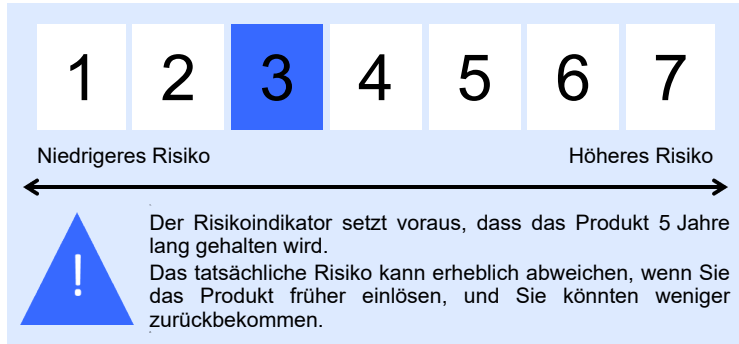 1 2 3 4 5 6 7
Niedrigeres Risiko Höheres Risiko
!
Der Risikoindikator setzt voraus, dass das Produkt 5 Jahre
lang gehalten wird.
Das tatsächliche Risiko kann erheblich abweichen, wenn Sie
das Produkt früher einlösen, und Sie könnten weniger
zurückbekommen.